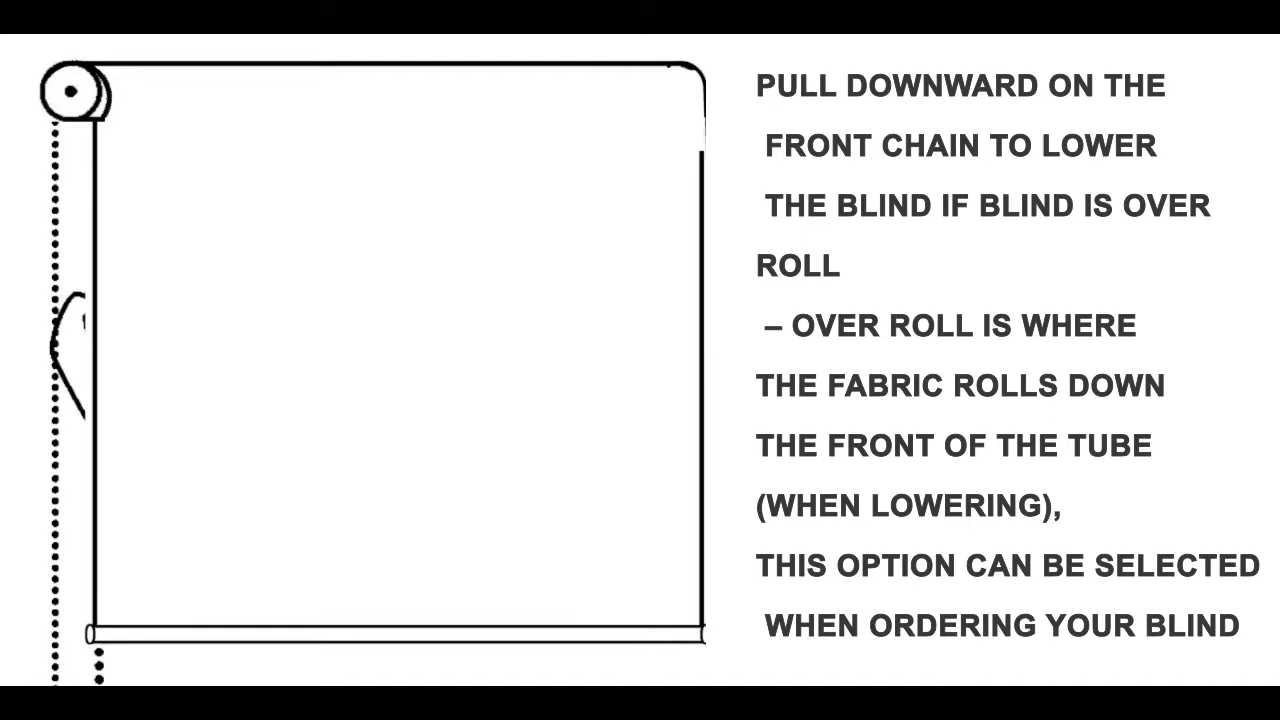 PULL DOWNWARD ON THE
FRONT CHAIN TO LOWER
THE BLIND IF BLIND IS OVER
ROLL
– OVER ROLL IS WHERE
THE FABRIC ROLLS DOWN
THE FRONT OF THE TUBE
(WHEN LOWERING),
THIS OPTION CAN BE SELECTED
WHEN ORDERING YOUR BLIND